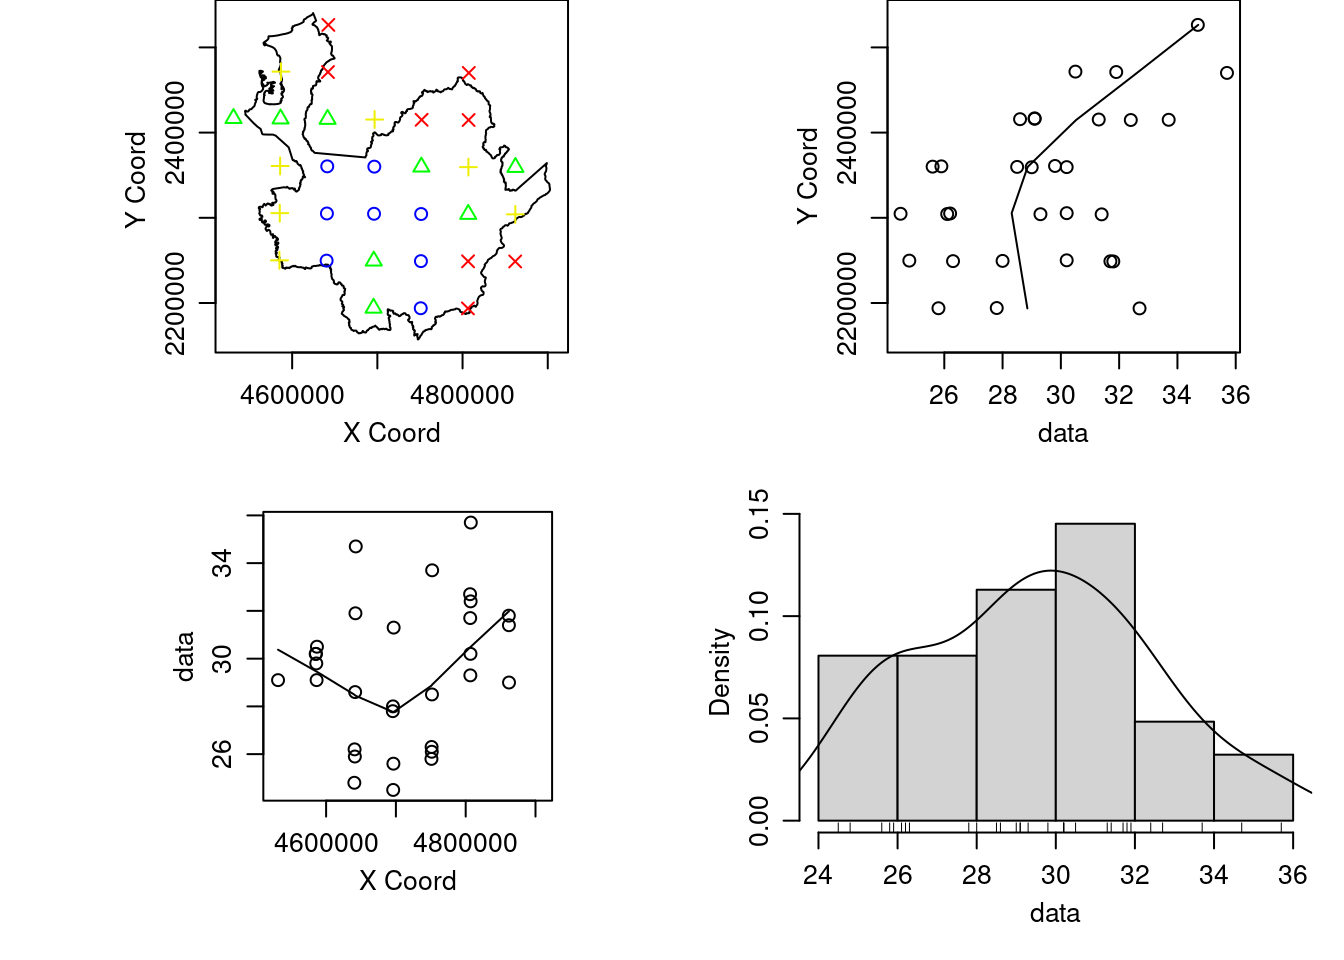 Y Coord
2200000 2400000
4600000 4800000
X Coord
Y Coord
2200000 2400000
26 28 30 32 34 36
data
data
26 30 34
4600000 4800000
X Coord
Density
0.00 0.05 0.10 0.15
24 26 28 30 32 34 36
data